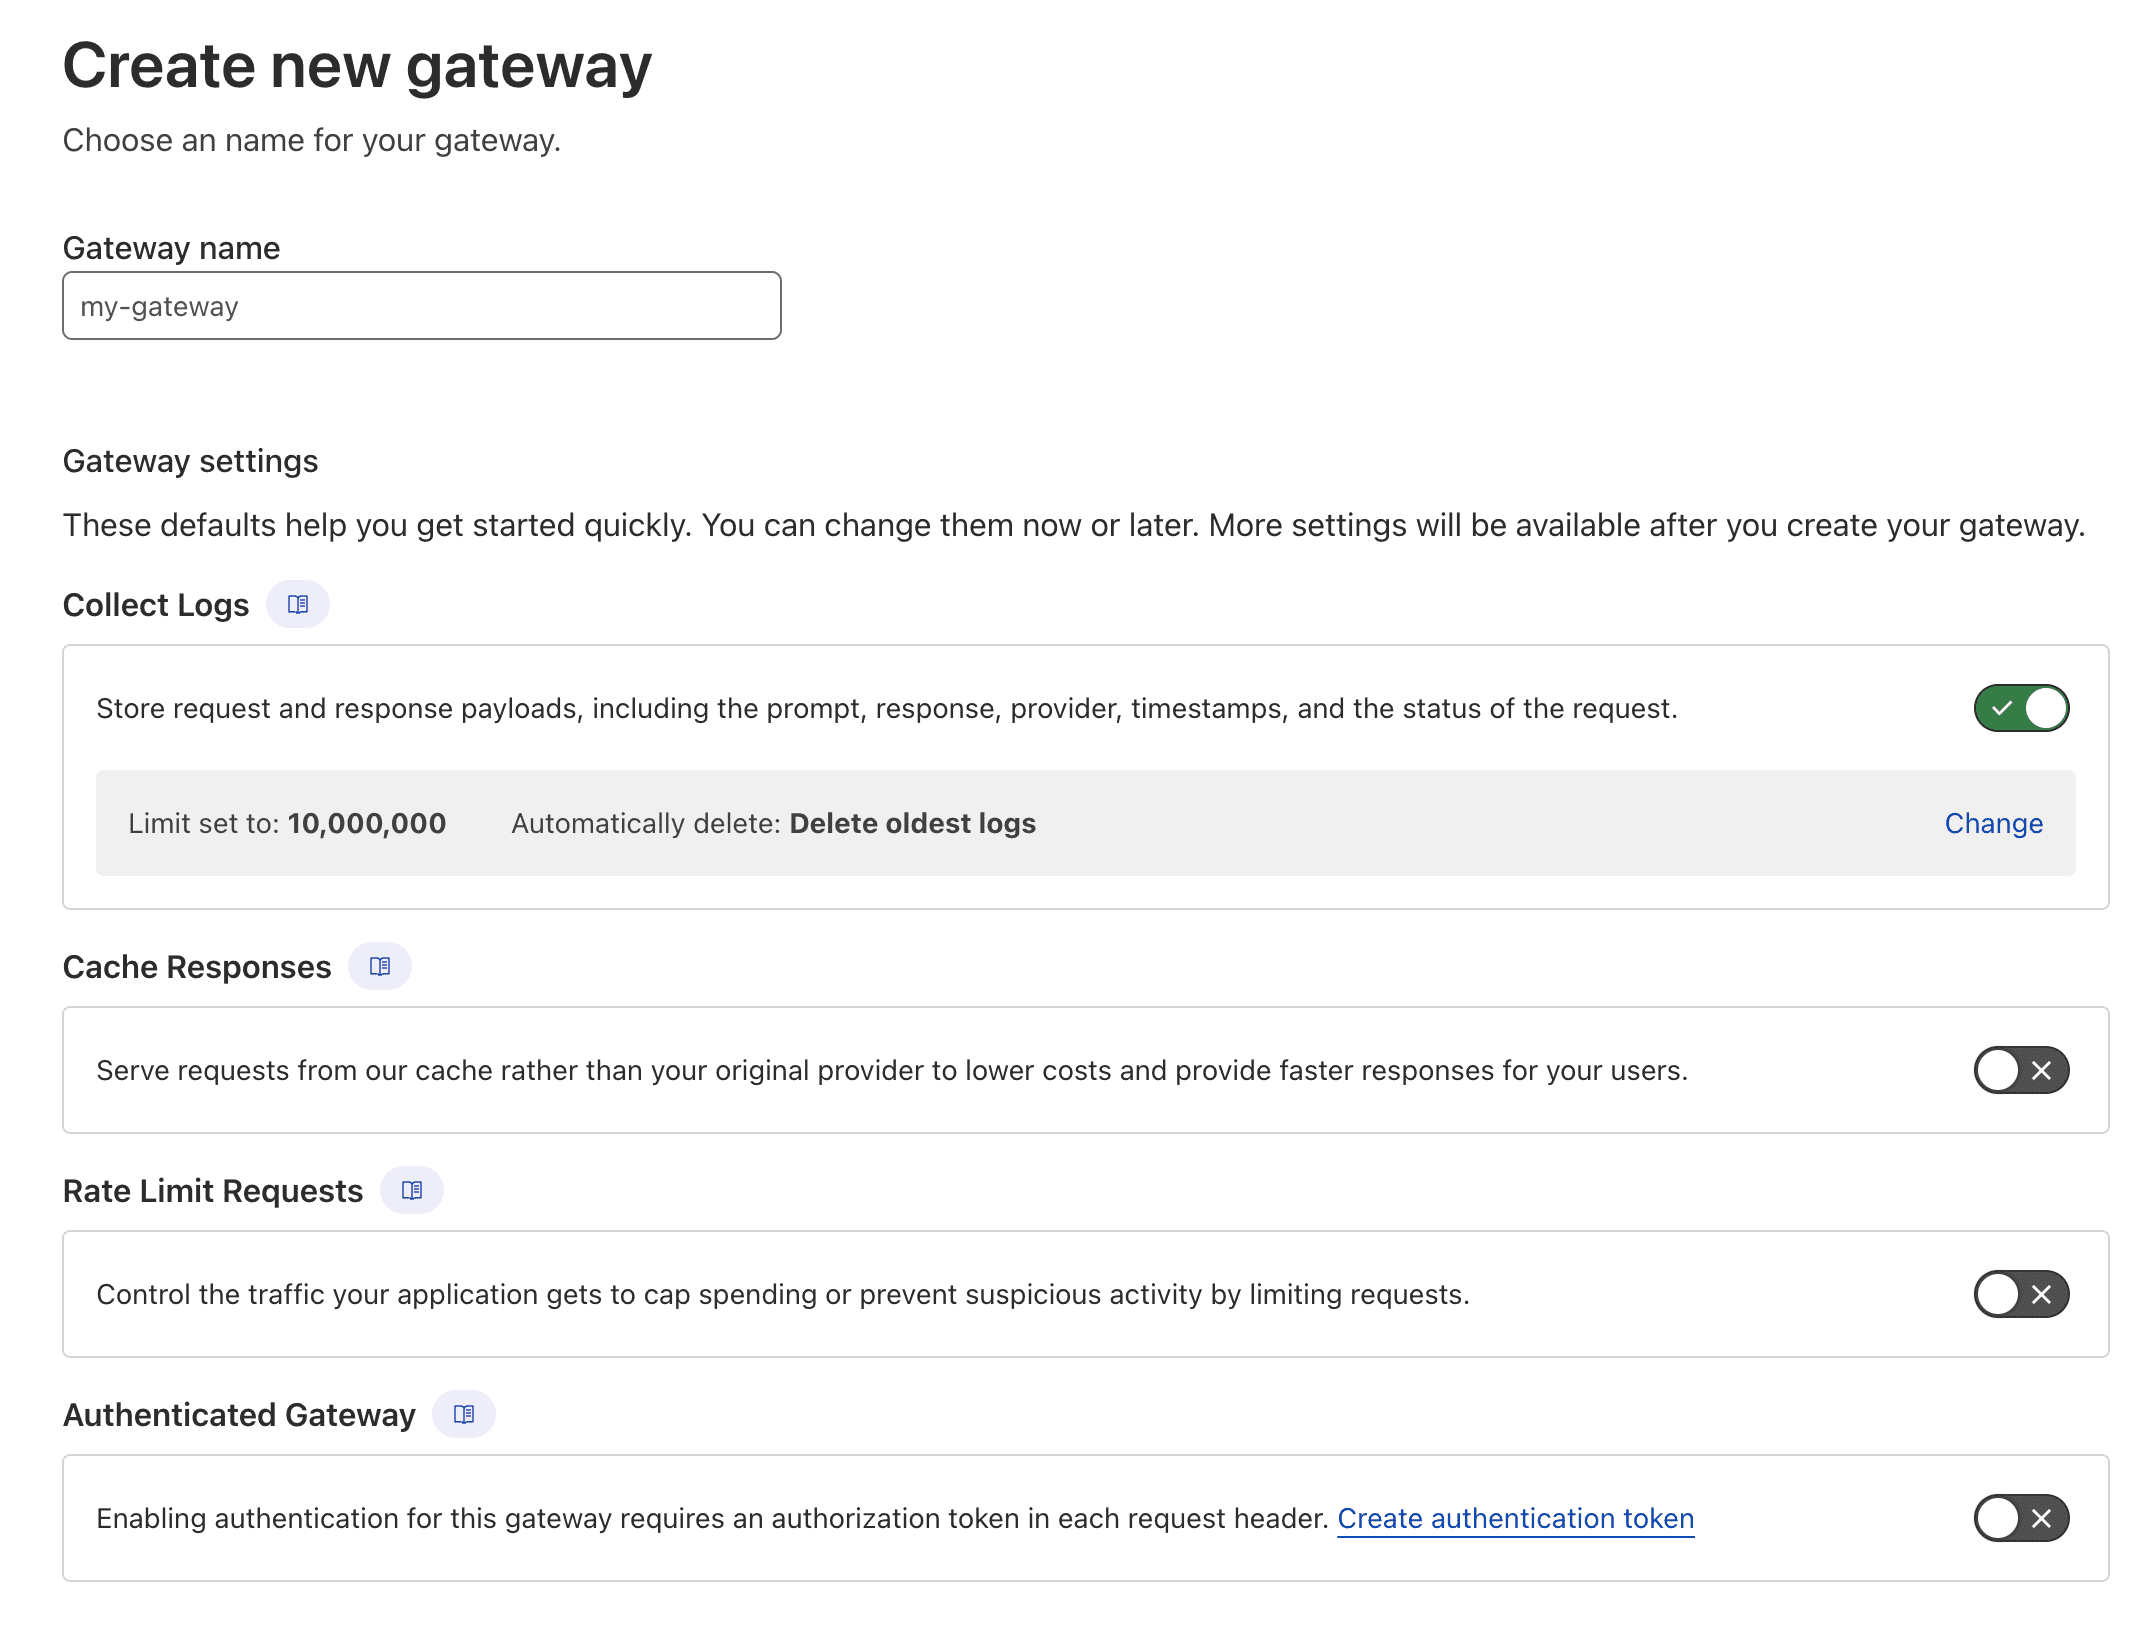 Create new gateway
Choose an name for your gateway.
Gateway name
my-gateway
Gateway settings
These defaults help you get started quickly. You can change them now or later. More settings will be available after you create your gateway.
Collect Logs
Store request and response payloads, including the prompt, response, provider, timestamps, and the status of the request.
Limit set to: 10,000,000 Automatically delete: Delete oldest logs Change
Cache Responses
Serve requests from our cache rather than your original provider to lower costs and provide faster responses for your users.
Rate Limit Requests
Control the traffic your application gets to cap spending or prevent suspicious activity by limiting requests.
Authenticated Gateway
Enabling authentication for this gateway requires an authorization token in each request header. Create authentication token